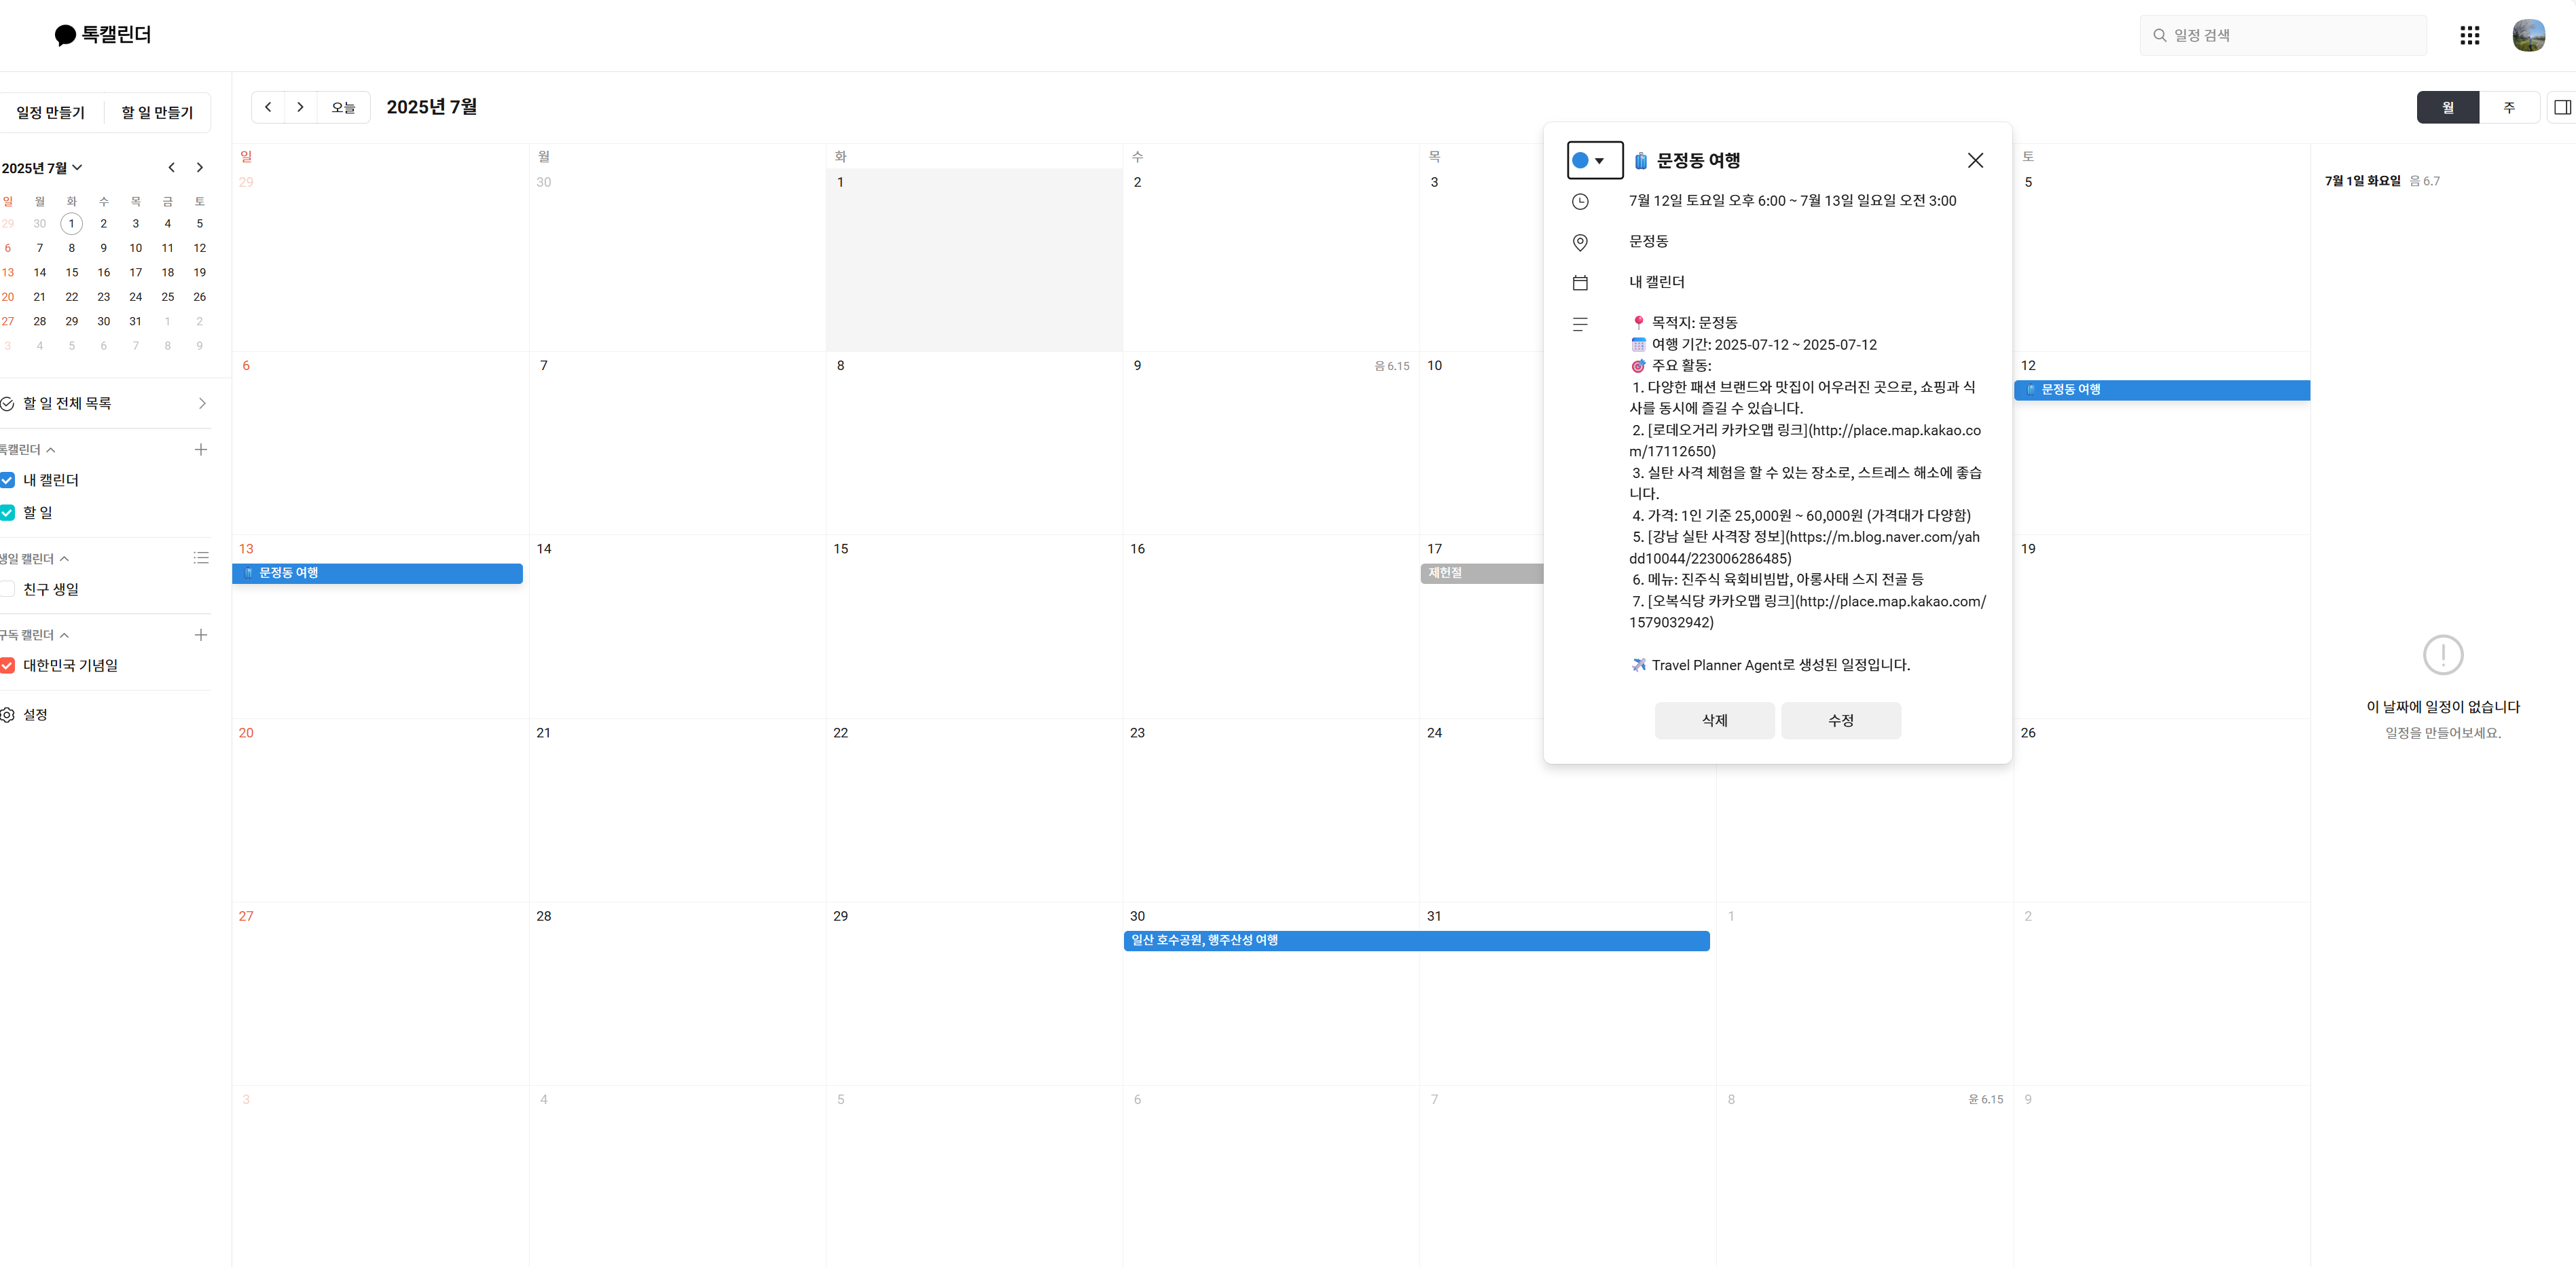 톡캘린더
일정 검색
일정 만들기
할 일 만들기
오늘
2025년 7월
월
주
2025년 7월
일 월 화 수 목 금 토
29 30 1 2 3 4 5
6 7 8 9 10 11 12
13 14 15 16 17 18 19
20 21 22 23 24 25 26
27 28 29 30 31 1 2
3 4 5 6 7 8 9
할 일 전체 목록
톡캘린더
내 캘린더
할 일
생일 캘린더
친구 생일
구독 캘린더
대한민국 기념일
설정
일 월 화 수 목 토
29 30 1 2 3 5
6 7 8 9 음 6.15 10 12
문정동 여행
13 14 15 16 17 19
문정동 여행
제헌절
20 21 22 23 24 26
27 28 29 30 31 1 2
일산 호수공원, 행주산성 여행
3 4 5 6 7 8 윤 6.15 9
문정동 여행
7월 12일 토요일 오후 6:00 ~ 7월 13일 일요일 오전 3:00
문정동
내 캘린더
목적지: 문정동
여행 기간: 2025-07-12 ~ 2025-07-12
주요 활동:
1. 다양한 패션 브랜드와 맛집이 어우러진 곳으로, 쇼핑과 식
사를 동시에 즐길 수 있습니다.
2. [로데오거리 카카오맵 링크](http://place.map.kakao.co
m/17112650)
3. 실탄 사격 체험을 할 수 있는 장소로, 스트레스 해소에 좋습
니다.
4. 가격: 1인 기준 25,000원 ~ 60,000원 (가격대가 다양함)
5. [강남 실탄 사격장 정보](https://m.blog.naver.com/yah
dd10044/223006286485)
6. 메뉴: 진주식 육회비빔밥, 아롱사태 스지 전골 등
7. [오복식당 카카오맵 링크](http://place.map.kakao.com/
1579032942)
Travel Planner Agent로 생성된 일정입니다.
삭제
수정
7월 1일 화요일 음 6.7
이 날짜에 일정이 없습니다
일정을 만들어보세요.